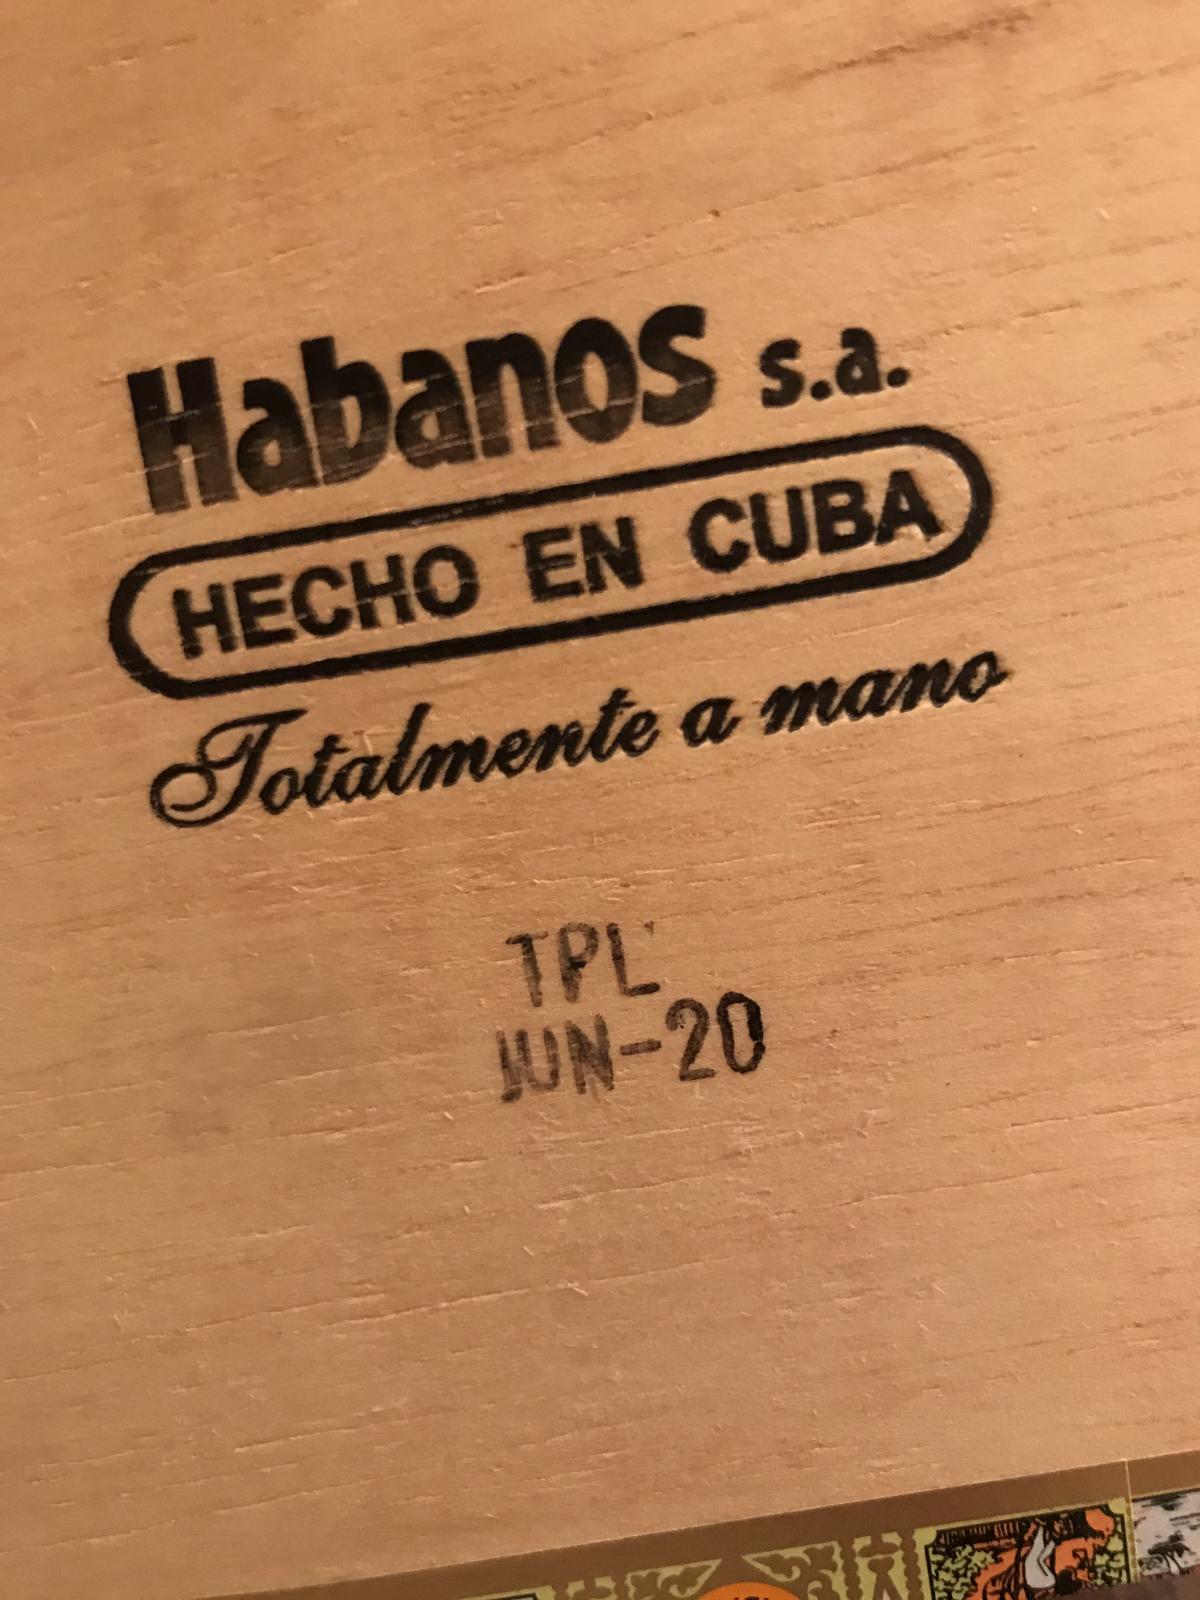 Habanos s.a.
HECHO EN CUBA
Totalmente a mano
TPL
JUN-20